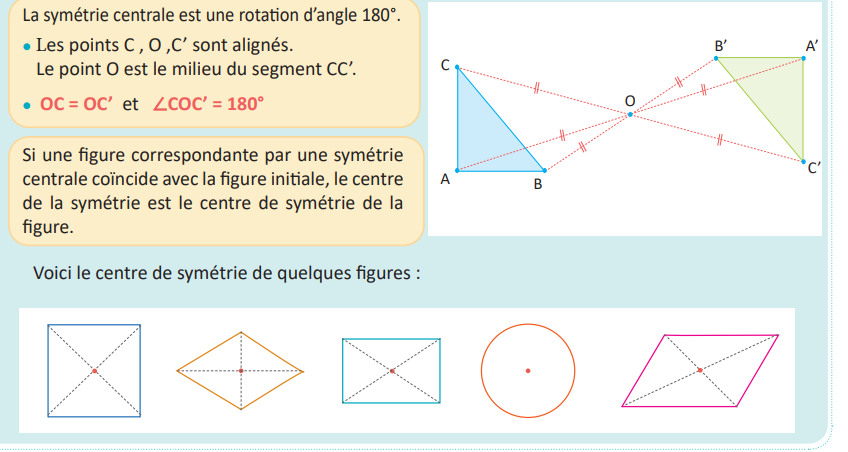 La symétrie centrale est une rotation d’angle 180°.
• Les points C , O ,C’ sont alignés.
Le point O est le milieu du segment CC’.
• OC = OC’ et ∠COC’ = 180°
Si une figure correspondante par une symétrie
centrale coïncide avec la figure initiale, le centre
de la symétrie est le centre de symétrie de la
figure.
C
A
B
O
B’
A’
C’
Voici le centre de symétrie de quelques figures :